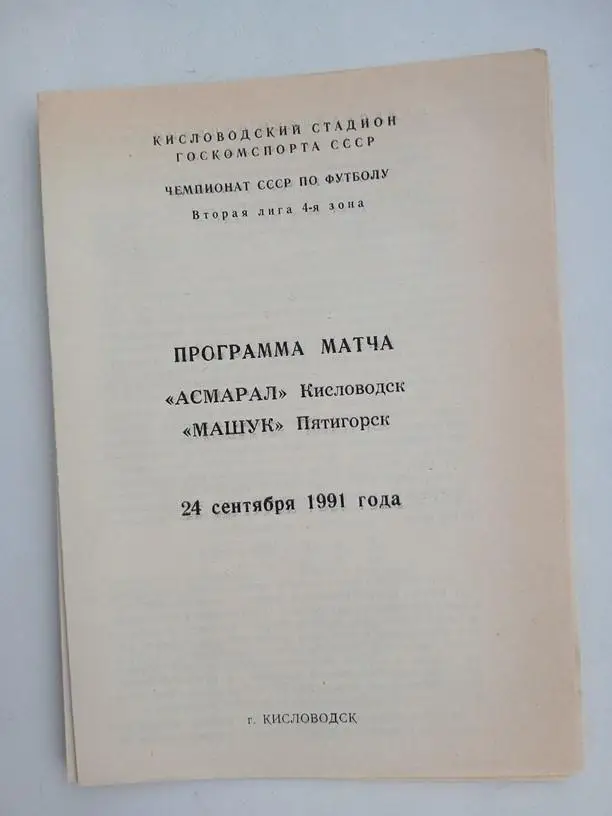 КИСЛОВОДСКИЙ СТАДИОН
ГОСКОМСПОРТА СССР
ЧЕМПИОНАТ СССР ПО ФУТБОЛУ
Вторая лига 4-я зона
ПРОГРАММА МАТЧА
«АСМАРАЛ» Кисловодск
«МАШУК» Пятигорск
24 сентября 1991 года
г. КИСЛОВОДСК